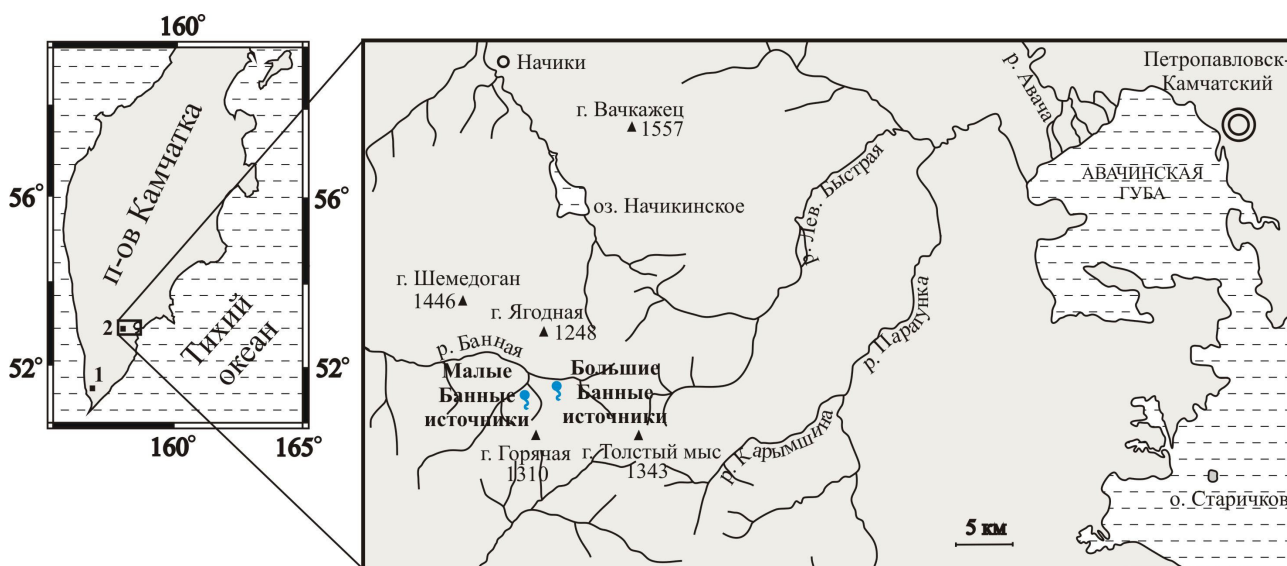 160°
56°
56°
52°
52°
160°
165°
п-ов Камчатка
Тихий
океан
2
1
Начики
г. Вачкажец
1557
р. Авача
Петропавловск-
Камчатский
АВАЧИНСКАЯ
ГУБА
оз. Начикинское
р. Лев. Быстрая
г. Шемедоган
1446
г. Ягодная
1248
р. Банная
Малые
Банные
источники
Большие
Банные
источники
р. Паратунка
г. Горячая
1310
г. Толстый мыс
1343
р. Карымшина
о. Старичков
5 км